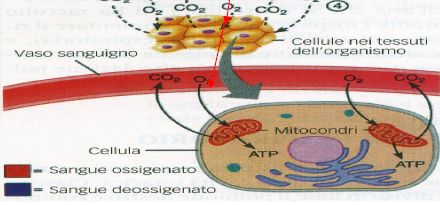 CO2 O2 O2 O2 CO2
4
Cellule nei tessuti
dell'organismo
Vaso sanguigno
CO2 O2 O2 CO2
Mitocondri
Cellula
ATP ATP
= Sangue ossigenato
= Sangue deossigenato